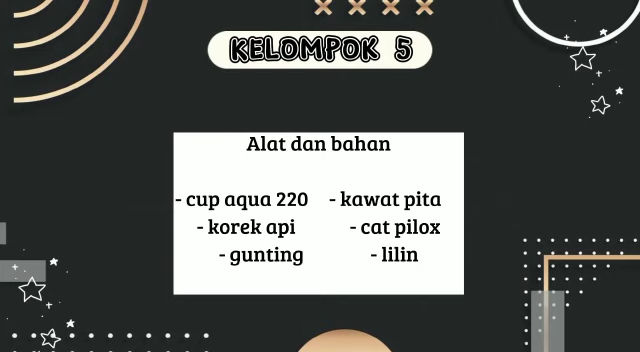 KELOMPOK 5
Alat dan bahan
- cup aqua 220 - kawat pita
- korek api - cat pilox
- gunting - lilin